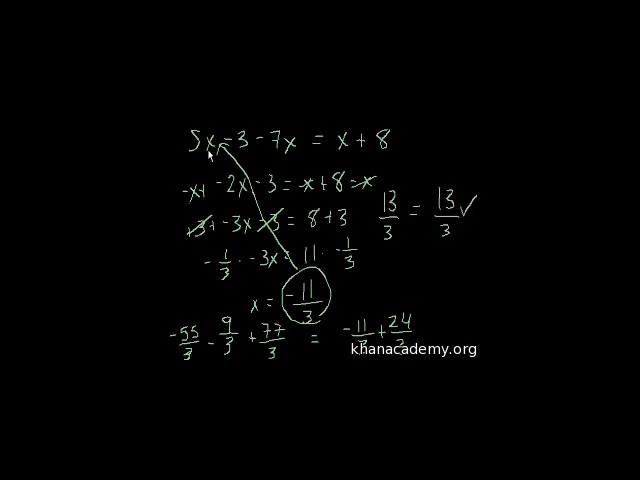 5x - 3 - 7x = x + 8
-x + -2x - 3 = x + 8 - x
+3 + -3x - 3 = 8 + 3
-1/3 · -3x = 11 · -1/3
13/3 = 13/3 ✓
x = -11/3
-55/3 - 9/3 + 77/3 = -11/3 + 24/3
khanacademy.org